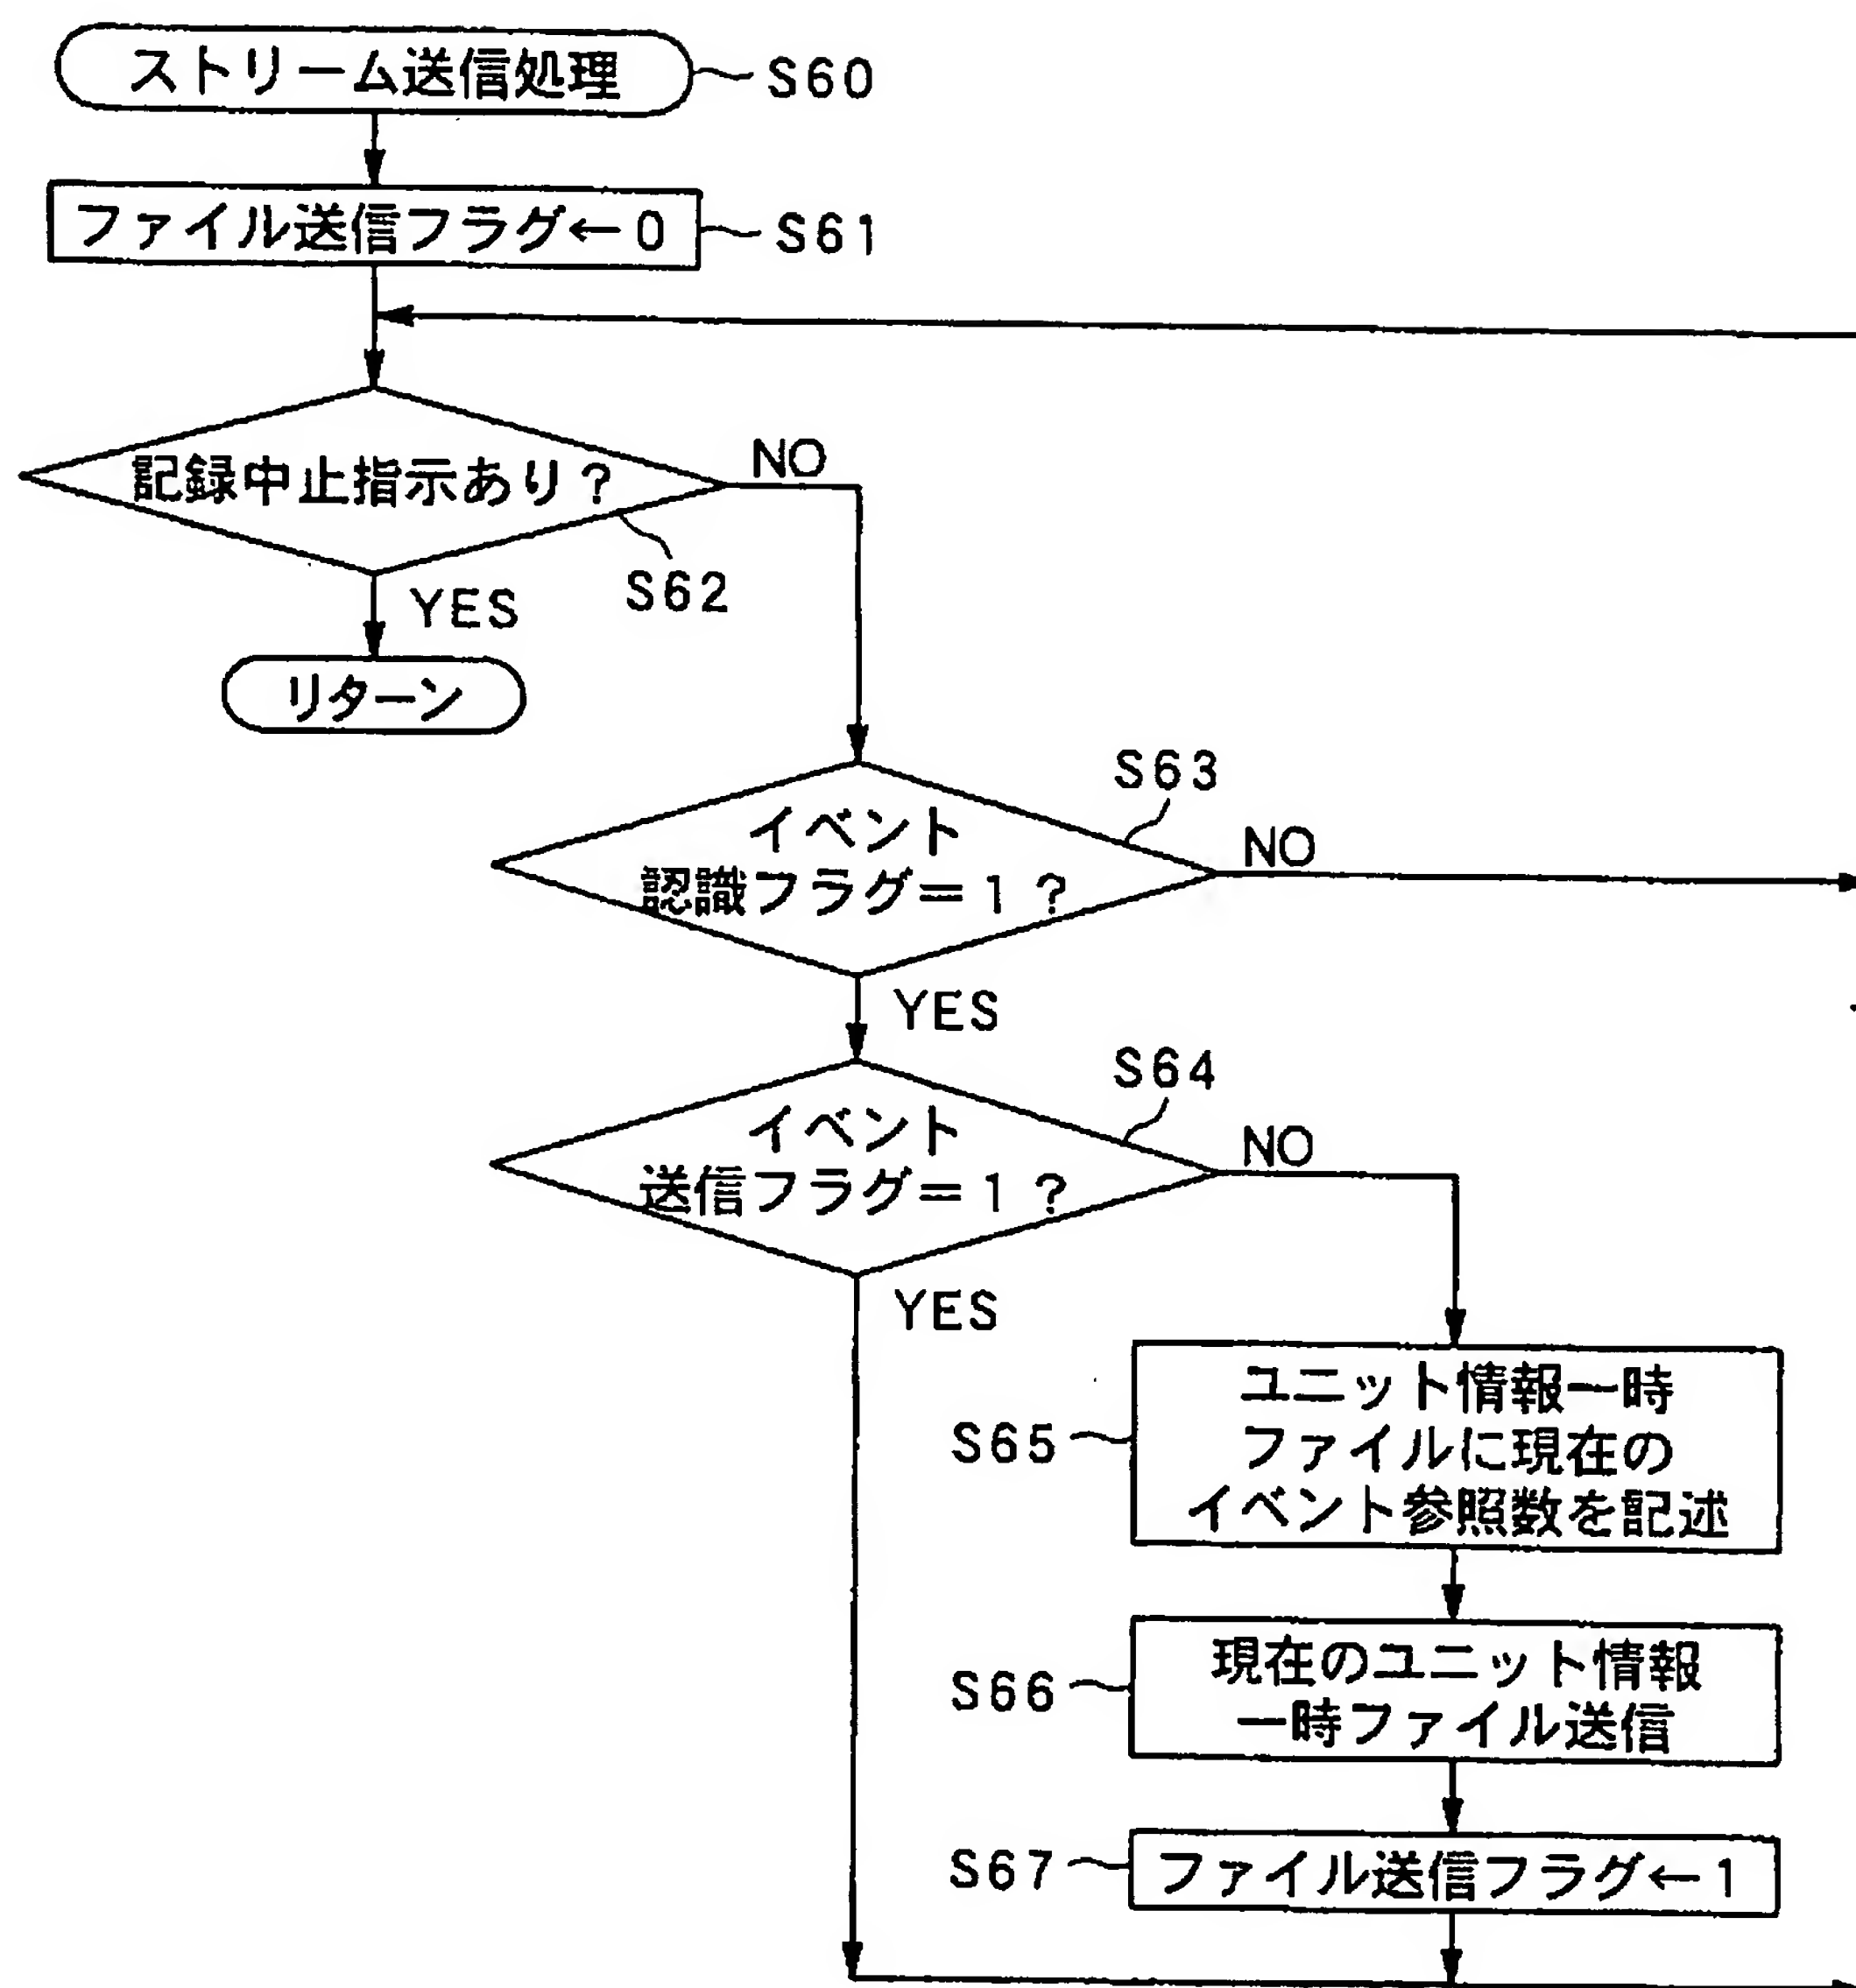 ストリーム送信処理
S60
ファイル送信フラグ←0
S61
記録中止指示あり?
NO
S62
YES
リターン
S63
イベント
認識フラグ=1?
NO
YES
S64
イベント
送信フラグ=1?
NO
YES
S65
ユニット情報一時
ファイルに現在の
イベント参照数を記述
S66
現在のユニット情報
一時ファイル送信
S67
ファイル送信フラグ←1